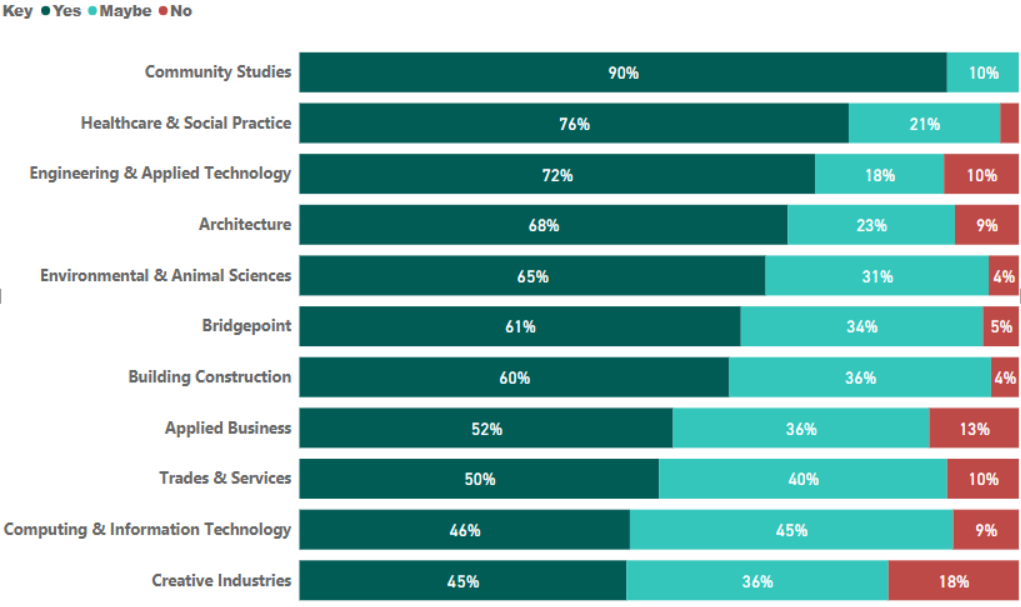 Key Yes Maybe No
Community Studies 90% 10%
Healthcare & Social Practice 76% 21%
Engineering & Applied Technology 72% 18% 10%
Architecture 68% 23% 9%
Environmental & Animal Sciences 65% 31% 4%
Bridgepoint 61% 34% 5%
Building Construction 60% 36% 4%
Applied Business 52% 36% 13%
Trades & Services 50% 40% 10%
Computing & Information Technology 46% 45% 9%
Creative Industries 45% 36% 18%